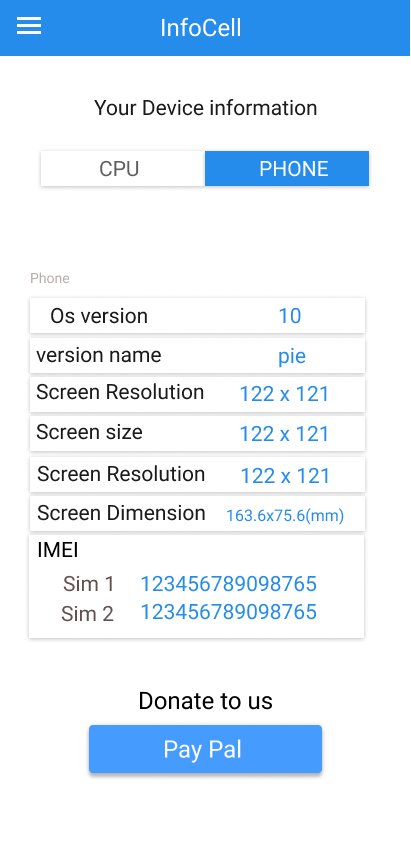 InfoCell
Your Device information
CPU PHONE
Phone
Os version 10
version name pie
Screen Resolution 122 x 121
Screen size 122 x 121
Screen Resolution 122 x 121
Screen Dimension 163.6x75.6(mm)
IMEI
Sim 1 123456789098765
Sim 2 123456789098765
Donate to us
Pay Pal